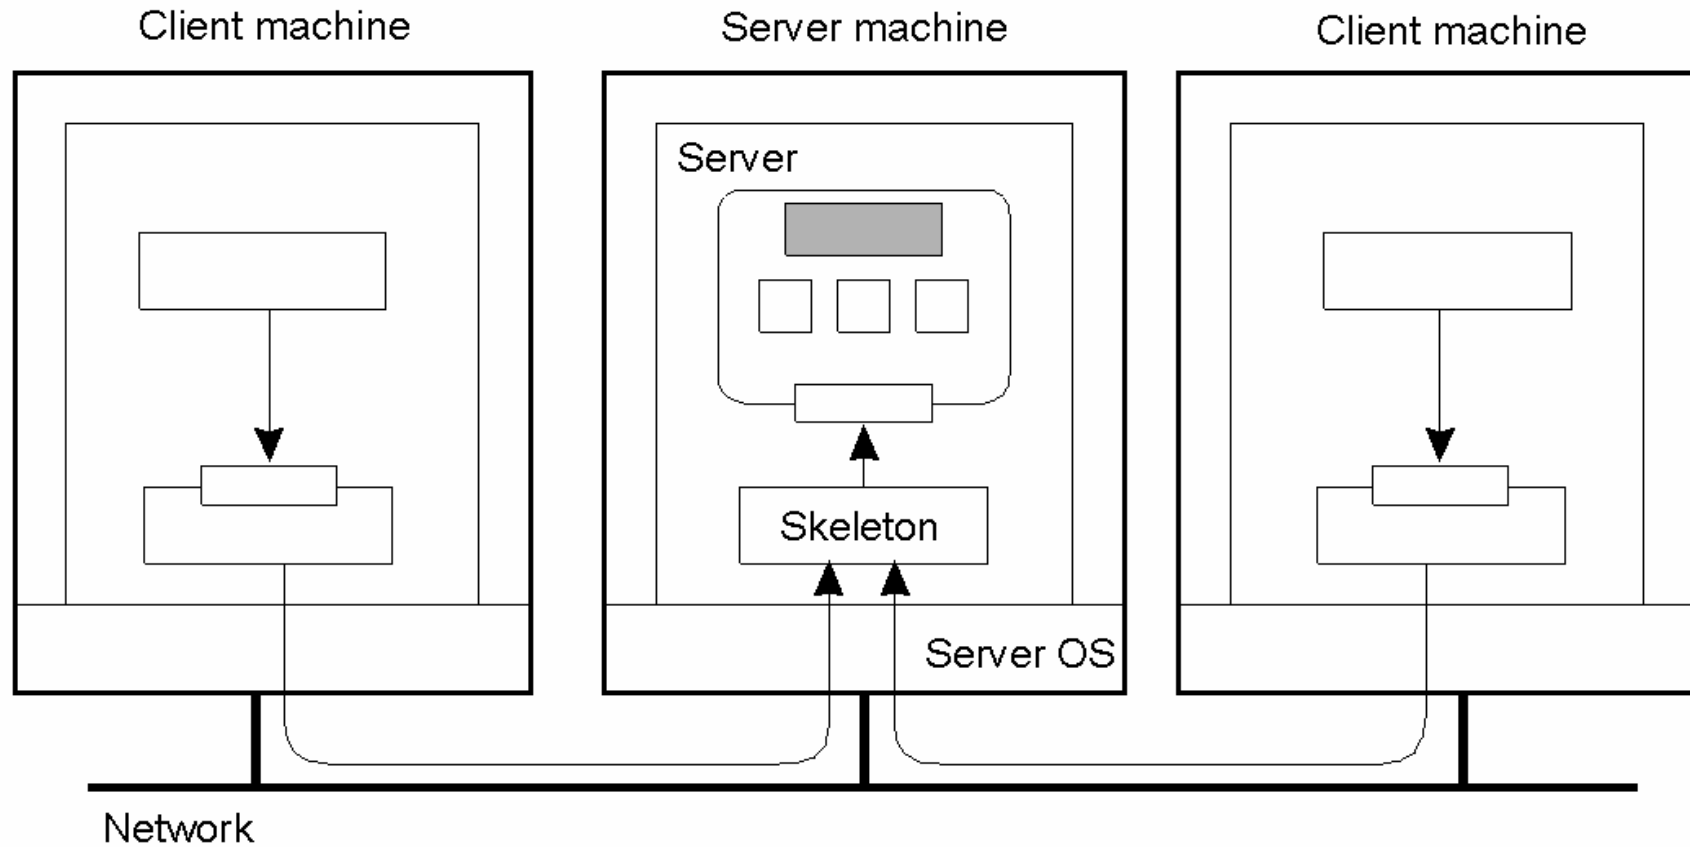 Client machine
Server machine
Client machine
Server
Skeleton
Server OS
Network